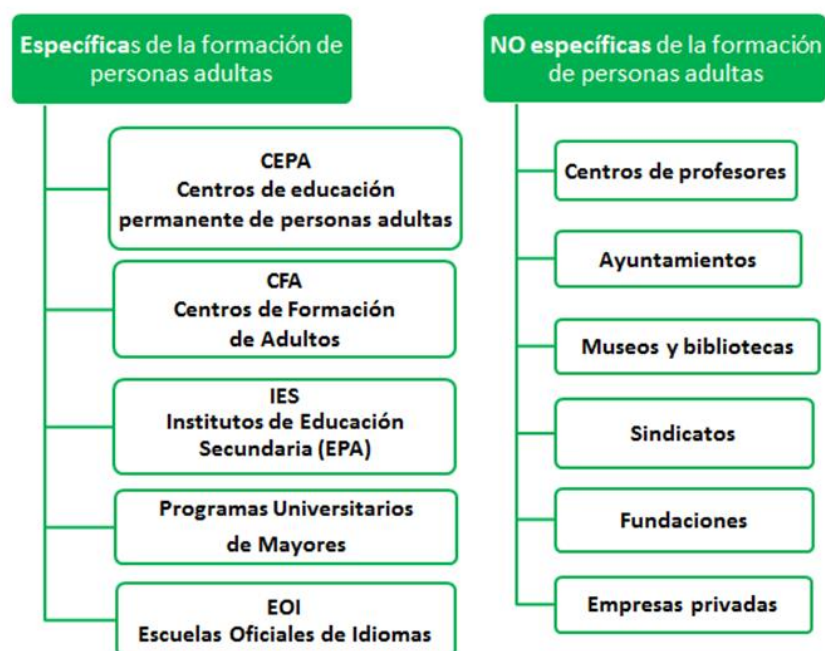 Específicas de la formación de
personas adultas
CEPA
Centros de educación
permanente de personas adultas
CFA
Centros de Formación
de Adultos
IES
Institutos de Educación
Secundaria (EPA)
Programas Universitarios
de Mayores
EOI
Escuelas Oficiales de Idiomas
NO específicas de la formación
de personas adultas
Centros de profesores
Ayuntamientos
Museos y bibliotecas
Sindicatos
Fundaciones
Empresas privadas